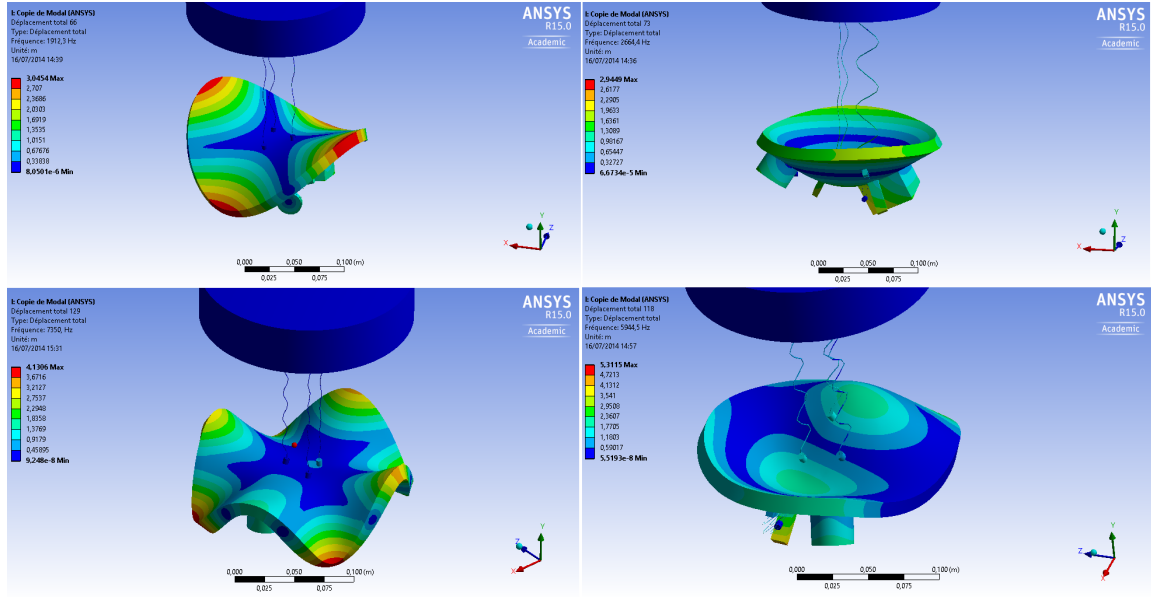 I: Copie de Modal (ANSYS)
Déplacement total 66
Type: Déplacement total
Fréquence: 1912,3 Hz
Unité: m
16/07/2014 14:39
3,0454 Max
2,707
2,3686
2,0303
1,6919
1,3535
1,0151
0,67676
0,33838
8,0501e-6 Min
ANSYS
R15.0
Academic
Y
Z
X
0,000
0,050
0,100 (m)
0,025
0,075
I: Copie de Modal (ANSYS)
Déplacement total 73
Type: Déplacement total
Fréquence: 2664,4 Hz
Unité: m
16/07/2014 14:36
2,9449 Max
2,6177
2,2905
1,9633
1,6361
1,3089
0,98167
0,65447
0,32727
6,6734e-5 Min
ANSYS
R15.0
Academic
Y
X
Z
0,000
0,050
0,100 (m)
0,025
0,075
I: Copie de Modal (ANSYS)
Déplacement total 129
Type: Déplacement total
Fréquence: 7350, Hz
Unité: m
16/07/2014 15:31
4,1306 Max
3,6716
3,2127
2,7537
2,2948
1,8358
1,3769
0,9179
0,45895
9,248e-8 Min
ANSYS
R15.0
Academic
Y
Z
X
0,000
0,050
0,100 (m)
0,025
0,075
I: Copie de Modal (ANSYS)
Déplacement total 118
Type: Déplacement total
Fréquence: 5944,5 Hz
Unité: m
16/07/2014 14:57
5,3115 Max
4,7213
4,1312
3,541
2,9508
2,3607
1,7705
1,1803
0,59017
5,5193e-8 Min
ANSYS
R15.0
Academic
Y
Z
X
0,000
0,050
0,100 (m)
0,025
0,075